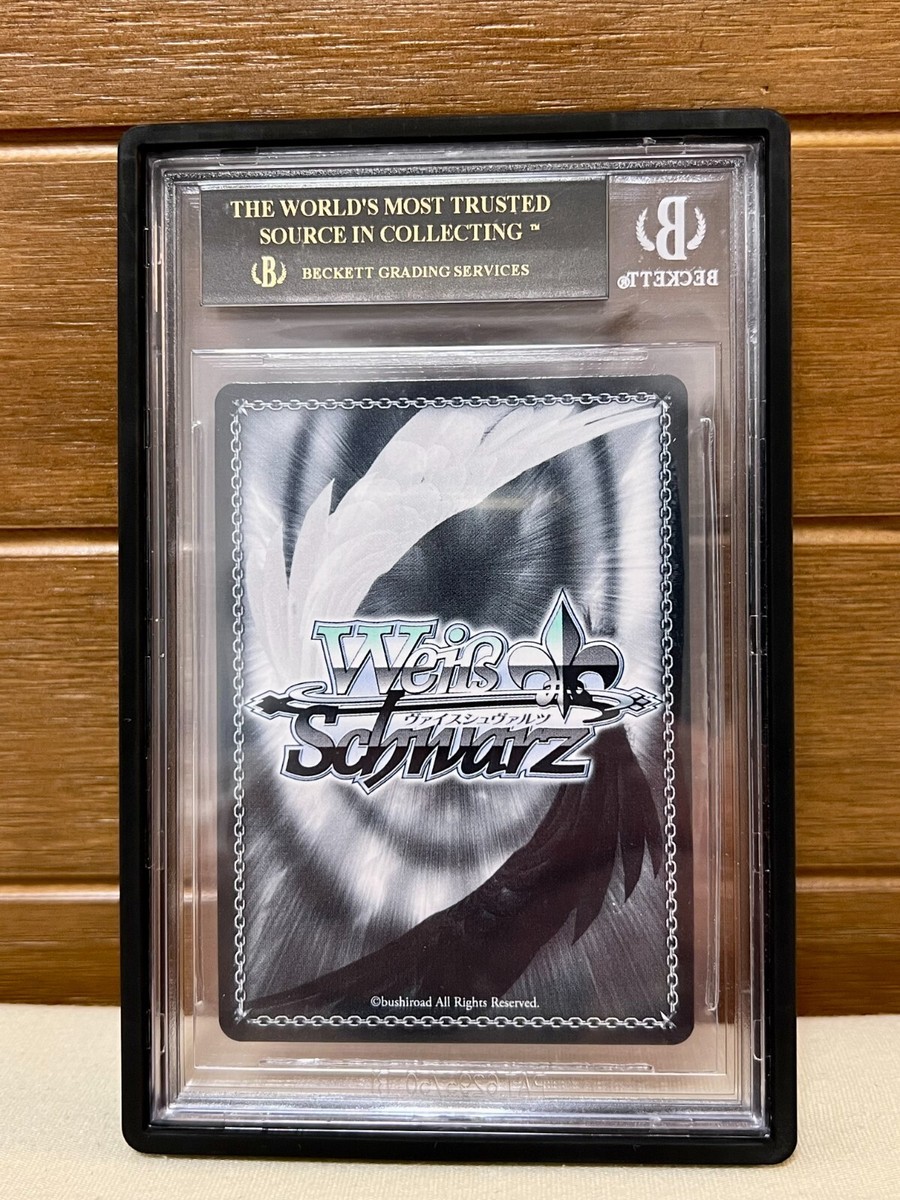 THE WORLD'S MOST TRUSTED
SOURCE IN COLLECTING ™
B BECKETT GRADING SERVICES
B
BECKETT®
Weiß
ヴァイスシュヴァルツ
Schwarz
©bushiroad All Rights Reserved.